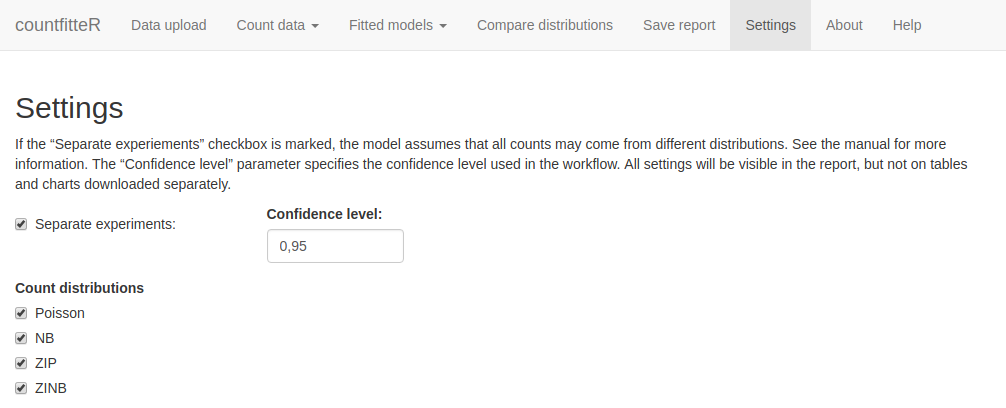 countfitteR Data upload Count data Fitted models Compare distributions Save report Settings About Help
Settings
If the “Separate experiements” checkbox is marked, the model assumes that all counts may come from different distributions. See the manual for more
information. The “Confidence level” parameter specifies the confidence level used in the workflow. All settings will be visible in the report, but not on tables
and charts downloaded separately.
Separate experiments:
Confidence level:
0,95
Count distributions
Poisson
NB
ZIP
ZINB